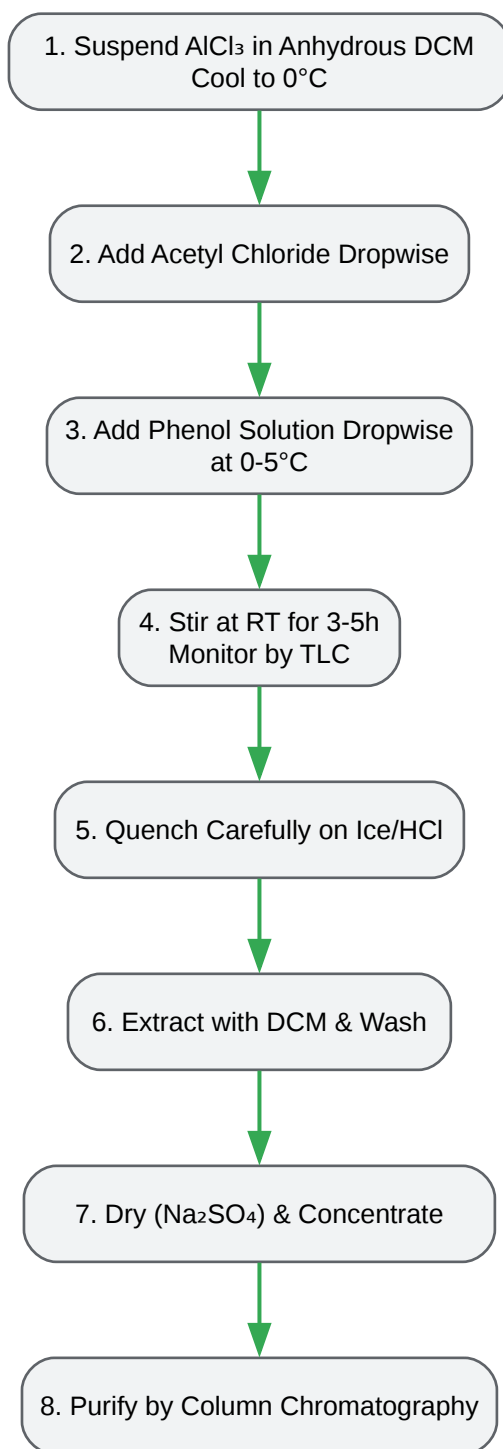 1. Suspend AlCl₃ in Anhydrous DCM
Cool to 0°C
2. Add Acetyl Chloride Dropwise
3. Add Phenol Solution Dropwise
at 0-5°C
4. Stir at RT for 3-5h
Monitor by TLC
5. Quench Carefully on Ice/HCl
6. Extract with DCM & Wash
7. Dry (Na₂SO₄) & Concentrate
8. Purify by Column Chromatography